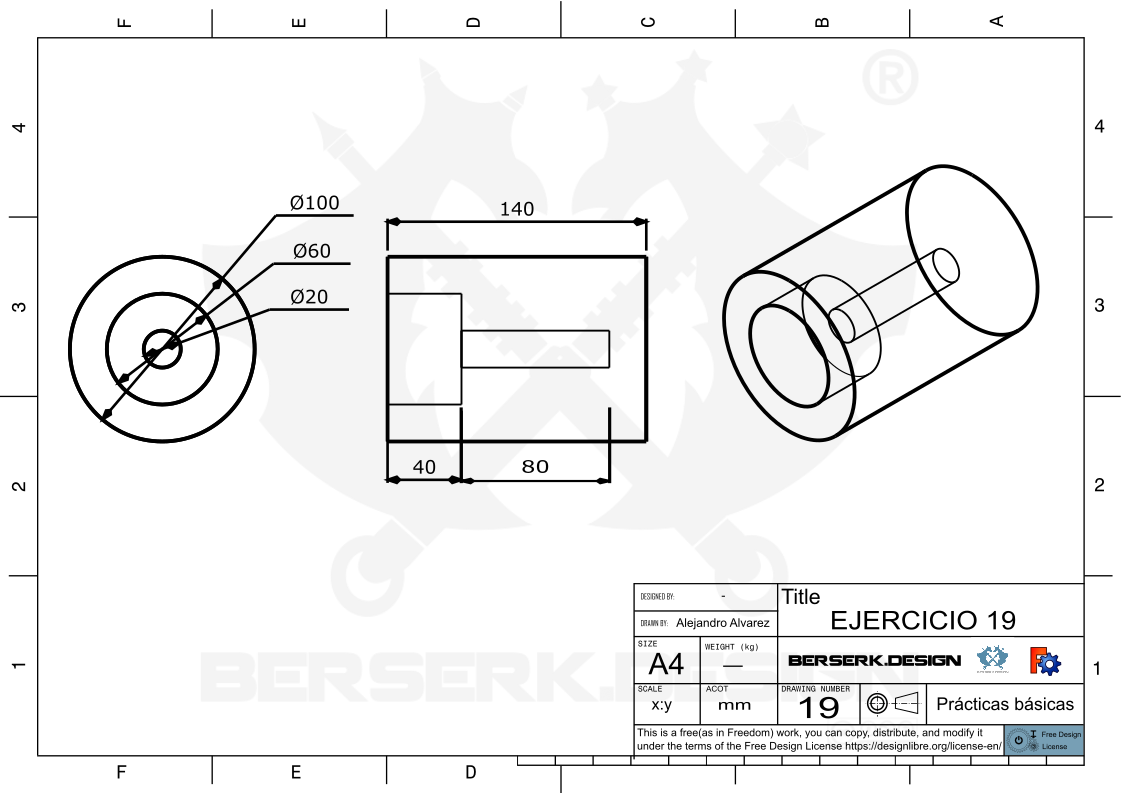 F E D C B A
4 4
®
Ø100
140
Ø60
Ø20
3 3
40 80
2 2
DESIGNED BY: -
Title
EJERCICIO 19
DRAWN BY: Alejandro Alvarez
SIZE
A4
WEIGHT (kg)
—
BERSERK.DESIGN
1 1
BERSERK.DESIGN
SCALE
x:y
ACOT
mm
DRAWING NUMBER
19
Prácticas básicas
This is a free(as in Freedom) work, you can copy, distribute, and modify it
under the terms of the Free Design License https://designlibre.org/license-en/
Free Design
License
F E D